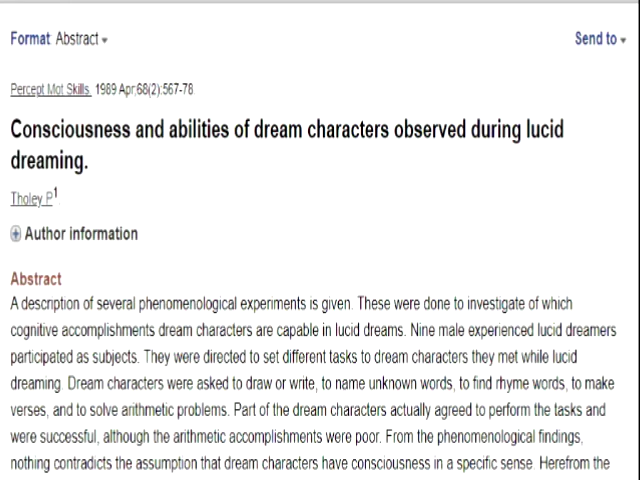 Format Abstract
Send to
Percept Mot Skills. 1989 Apr;68(2):567-78.
Consciousness and abilities of dream characters observed during lucid
dreaming.
Tholey P1.
Author information
Abstract
A description of several phenomenological experiments is given. These were done to investigate of which
cognitive accomplishments dream characters are capable in lucid dreams. Nine male experienced lucid dreamers
participated as subjects. They were directed to set different tasks to dream characters they met while lucid
dreaming. Dream characters were asked to draw or write, to name unknown words, to find rhyme words, to make
verses, and to solve arithmetic problems. Part of the dream characters actually agreed to perform the tasks and
were successful, although the arithmetic accomplishments were poor. From the phenomenological findings,
nothing contradicts the assumption that dream characters have consciousness in a specific sense. Herefrom the